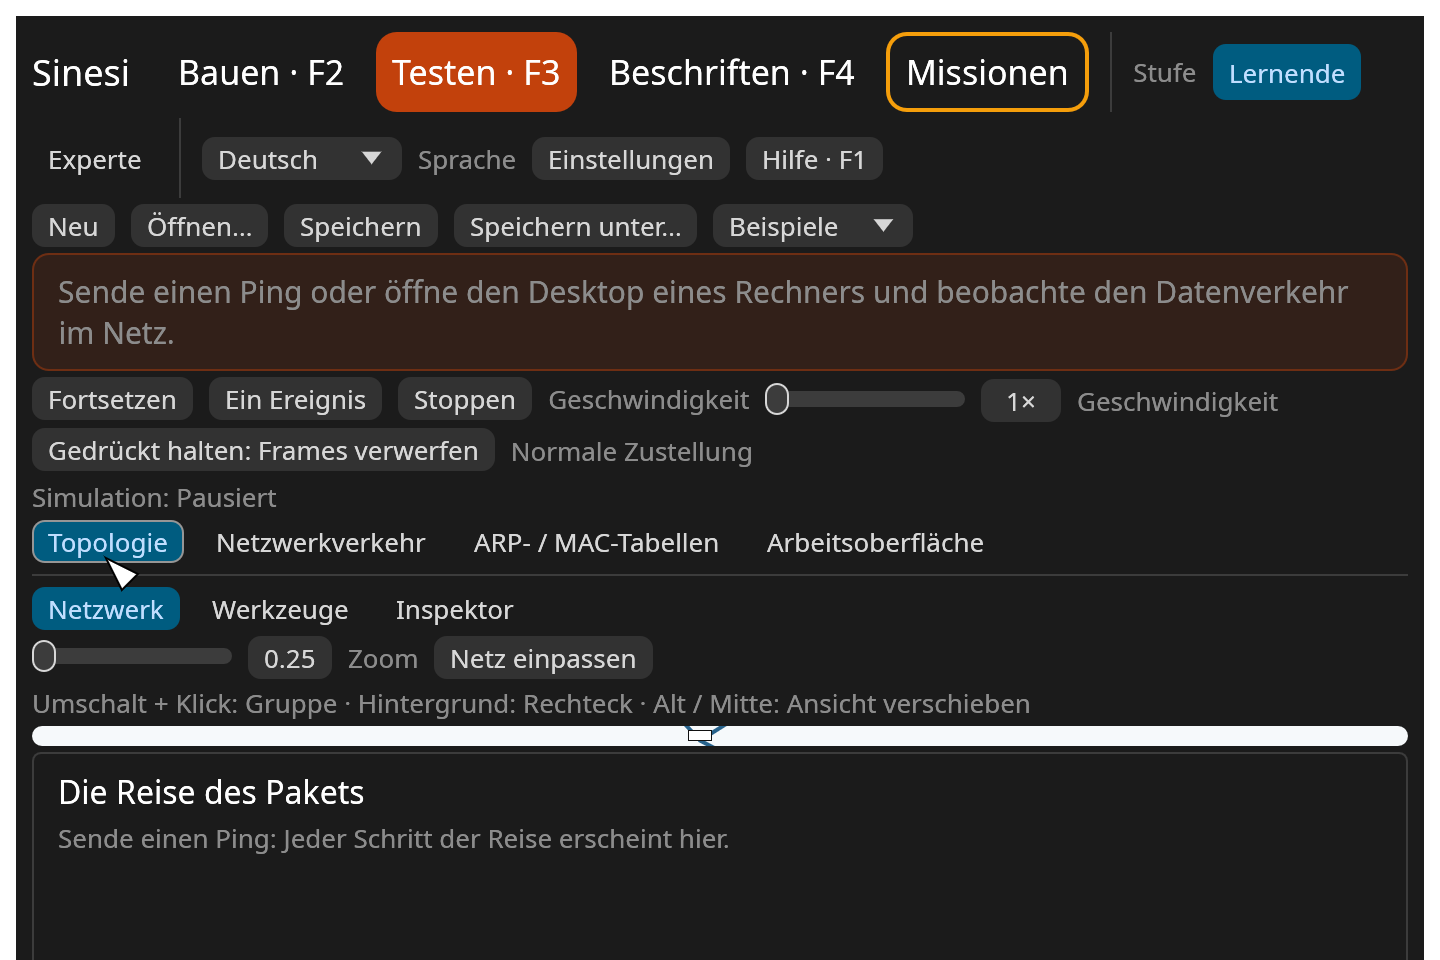 Sinesi Bauen · F2 Testen · F3 Beschriften · F4 Missionen Stufe Lernende
Experte Deutsch Sprache Einstellungen Hilfe · F1
Neu Öffnen... Speichern Speichern unter... Beispiele
Sende einen Ping oder öffne den Desktop eines Rechners und beobachte den Datenverkehr
im Netz.
Fortsetzen Ein Ereignis Stoppen Geschwindigkeit 1× Geschwindigkeit
Gedrückt halten: Frames verwerfen Normale Zustellung
Simulation: Pausiert
Topologie Netzwerkverkehr ARP- / MAC-Tabellen Arbeitsoberfläche
Netzwerk Werkzeuge Inspektor
0.25 Zoom Netz einpassen
Umschalt + Klick: Gruppe · Hintergrund: Rechteck · Alt / Mitte: Ansicht verschieben
Die Reise des Pakets
Sende einen Ping: Jeder Schritt der Reise erscheint hier.